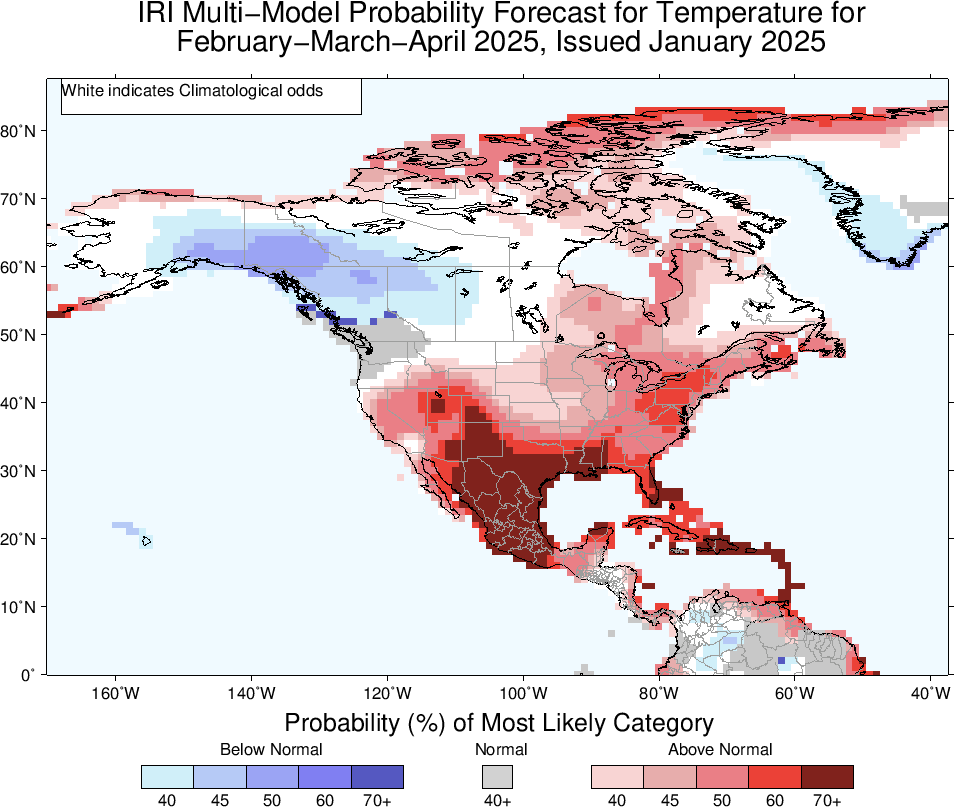 IRI Multi−Model Probability Forecast for Temperature for
February−March−April 2025, Issued January 2025
White indicates Climatological odds
80°N
70°N
60°N
50°N
40°N
30°N
20°N
10°N
0°
160°W 140°W 120°W 100°W 80°W 60°W 40°W
Probability (%) of Most Likely Category
Below Normal Normal Above Normal
40 45 50 60 70+ 40+ 40 45 50 60 70+